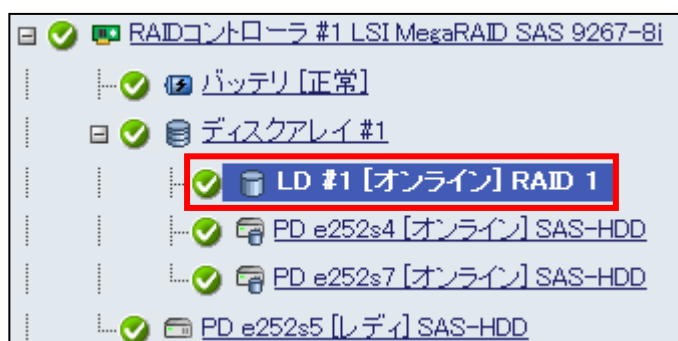 RAIDコントローラ #1 LSI MegaRAID SAS 9267-8i
バッテリ [正常]
ディスクアレイ #1
LD #1 [オンライン] RAID 1
PD e252s4 [オンライン] SAS-HDD
PD e252s7 [オンライン] SAS-HDD
PD e252s5 [レディ] SAS-HDD